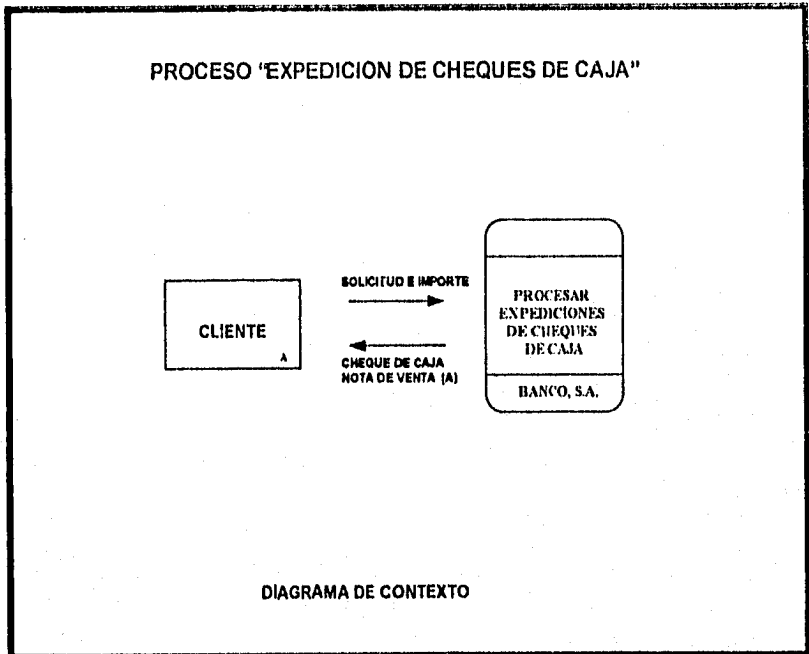 PROCESO "EXPEDICION DE CHEQUES DE CAJA"
SOLICITUD E IMPORTE
CLIENTE
A
CHEQUE DE CAJA
NOTA DE VENTA (A)
PROCESAR
EXPEDICIONES
DE CHEQUES
DE CAJA
BANCO, S.A.
DIAGRAMA DE CONTEXTO